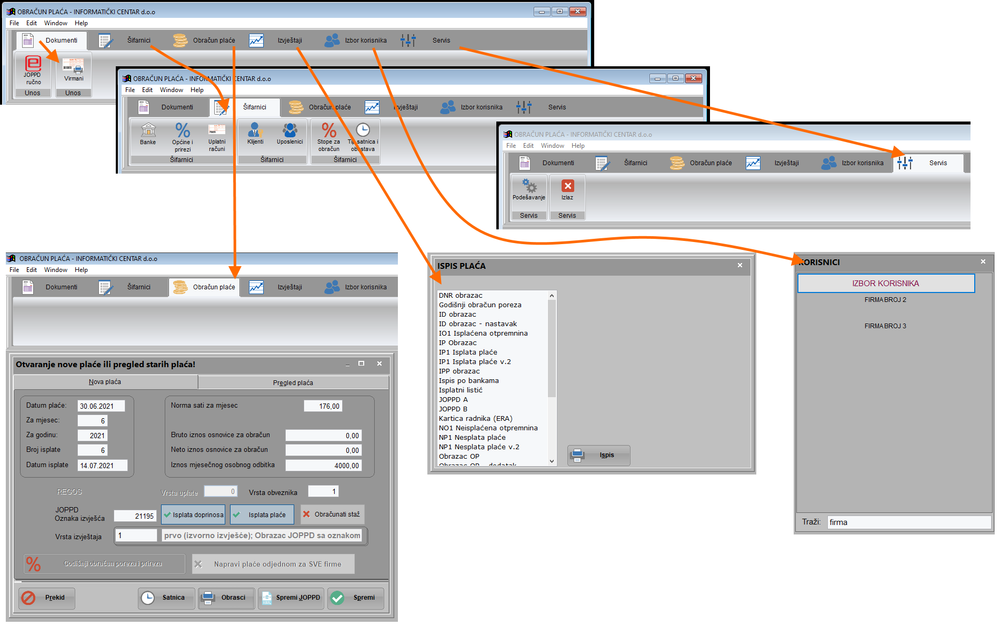 OBRAČUN PLAĆA - INFORMATIČKI CENTAR d.o.o
File Edit Window Help
Dokumenti Šifarnici Obračun plaće Izvještaji Izbor korisnika Servis
JOPPD ručno
Virmani
Unos Unos
OBRAČUN PLAĆA - INFORMATIČKI CENTAR d.o.o
File Edit Window Help
Dokumenti Šifarnici Obračun plaće Izvještaji Izbor korisnika Servis
Banke
Općine i prirezi
Uplatni računi
Klijenti
Uposlenici
Stope za obračun
Tip satnica i obustava
Šifarnici Šifarnici Šifarnici
OBRAČUN PLAĆA - INFORMATIČKI CENTAR d.o.o
File Edit Window Help
Dokumenti Šifarnici Obračun plaće Izvještaji Izbor korisnika Servis
Podešavanje Izlaz
Servis Servis
OBRAČUN PLAĆA - INFORMATIČKI CENTAR d.o.o
File Edit Window Help
Dokumenti Šifarnici Obračun plaće Izvještaji Izbor korisnika
Otvaranje nove plaće ili pregled starih plaća!
Nova plaća Pregled plaća
Datum plaće: 30.06.2021
Za mjesec: 6
Za godinu: 2021
Broj isplate 6
Datum isplate 14.07.2021
Norma sati za mjesec 176,00
Bruto iznos osnovice za obračun 0,00
Neto iznos osnovice za obračun 0,00
Iznos mjesečnog osobnog odbitka 4000,00
REGOS Vrsta uplate 0 Vrsta obveznika 1
JOPPD
Oznaka izvješća 21195 Isplata doprinosa Isplata plaće Obračunati staž
Vrsta izvještaja 1 prvo (izvorno izvješće); Obrazac JOPPD sa oznakom
Godišnji obračun poreza i prireza Napravi plaće odjednom za SVE firme
Prekid Satnica Obrasci Spremi JOPPD Spremi
ISPIS PLAĆA
DNR obrazac
Godišnji obračun poreza
ID obrazac
ID obrazac - nastavak
IO1 Isplaćena otpremnina
IP Obrazac
IP1 Isplata plaće
IP1 Isplata plaće v.2
IPP obrazac
Ispis po bankama
Isplatni listić
JOPPD A
JOPPD B
Kartica radnika (ERA)
NO1 Neisplaćena otpremnina
NP1 Nesplata plaće
NP1 Nesplata plaće v.2
Obrazac OP
Obrazac OP - dodatak
Ispis
KORISNICI
IZBOR KORISNIKA
FIRMA BROJ 2
FIRMA BROJ 3
Traži: firma